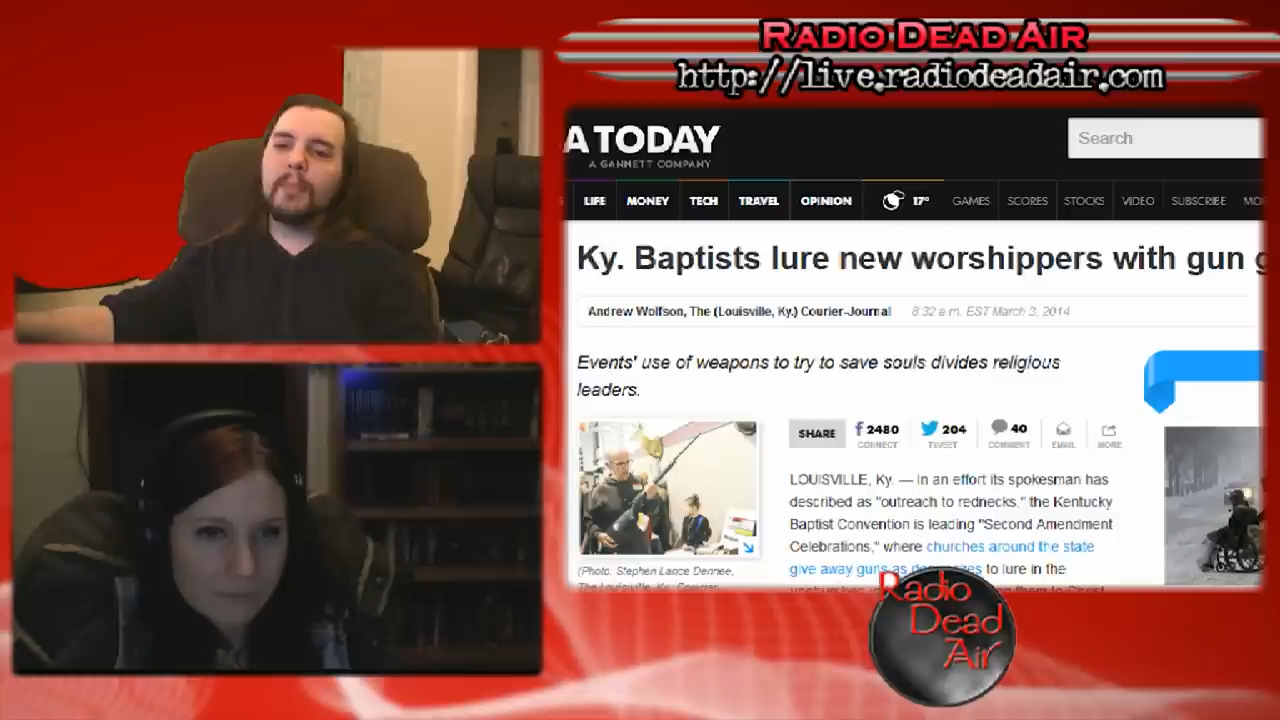 RADIO DEAD AIR
http://live.radiodeadair.com
A TODAY
A GANNETT COMPANY
Search
LIFE MONEY TECH TRAVEL OPINION 17° GAMES SCORES STOCKS VIDEO SUBSCRIBE MO
Ky. Baptists lure new worshippers with gun g
Andrew Wolfson, The (Louisville, Ky.) Courier-Journal 8:32 a.m. EST March 3, 2014
Events' use of weapons to try to save souls divides religious
leaders.
SHARE 2480 CONNECT 204 TWEET 40 COMMENT EMAIL MORE
LOUISVILLE, Ky. — In an effort its spokesman has
described as "outreach to rednecks," the Kentucky
Baptist Convention is leading "Second Amendment
Celebrations," where churches around the state
give away guns as to lure in the
(Photo: Stephen Lance Dennee,
The Louisville, Ky. Courier
Radio
Dead
Air